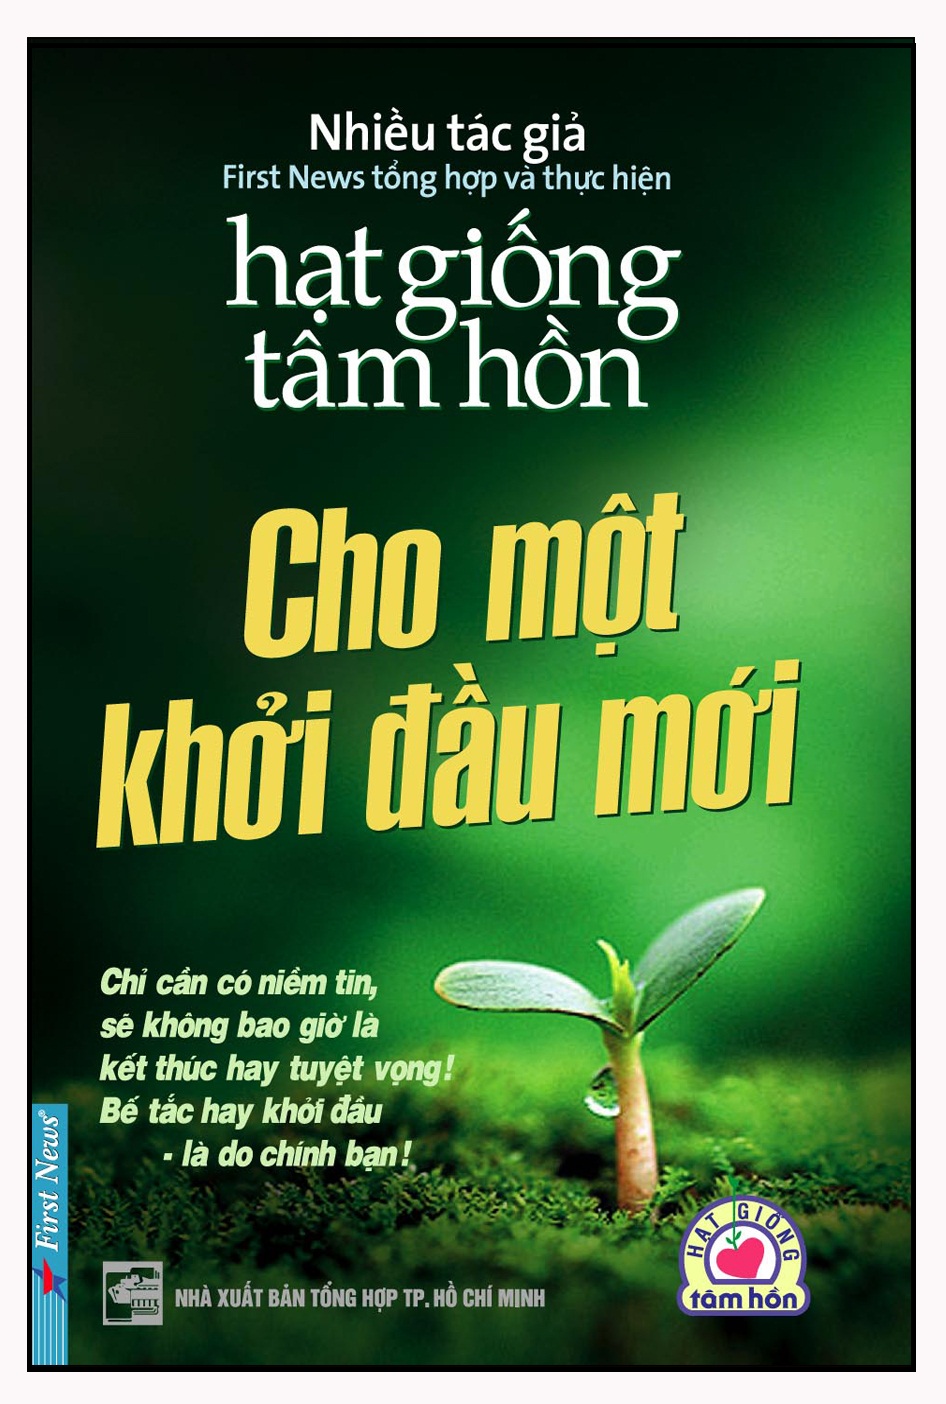 Nhiều tác giả
First News tổng hợp và thực hiện
hạt giống
tâm hồn
Cho một
khởi đầu mới
Chỉ cần có niềm tin,
sẽ không bao giờ là
kết thúc hay tuyệt vọng!
Bế tắc hay khởi đầu
- là do chính bạn!
First News®
NHÀ XUẤT BẢN TỔNG HỢP TP. HỒ CHÍ MINH
HẠT GIỐNG
tâm hồn